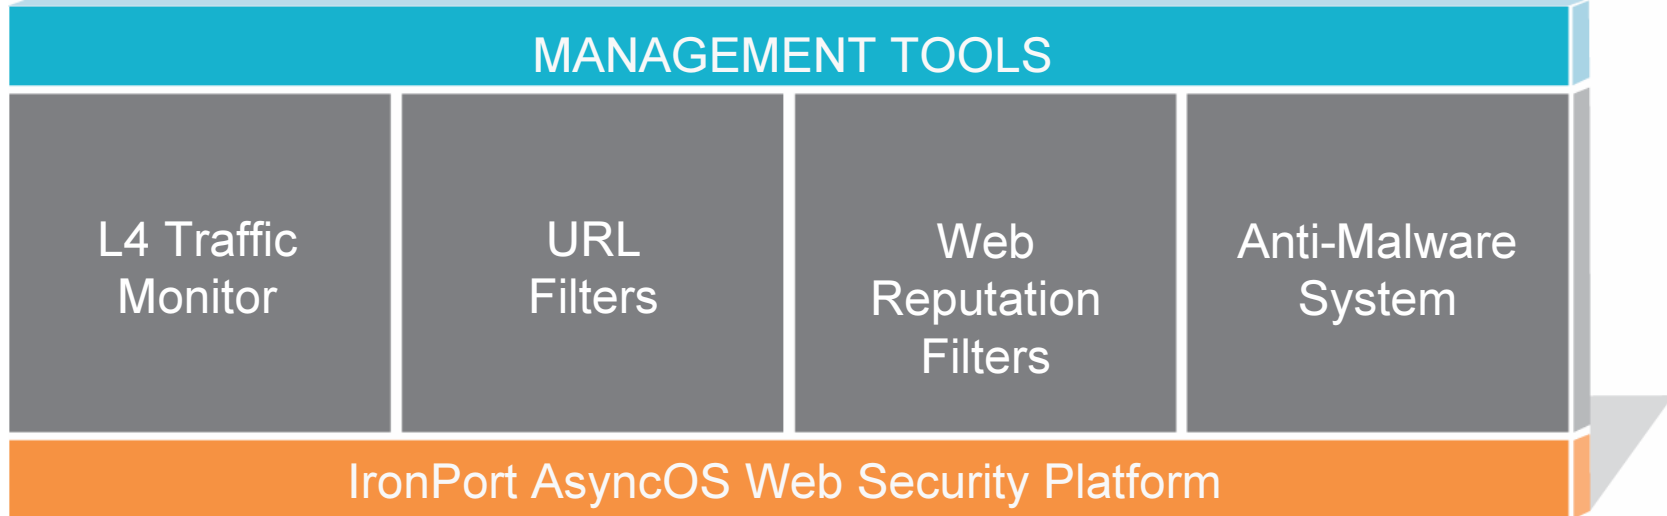 MANAGEMENT TOOLS
L4 Traffic
Monitor
URL
Filters
Web
Reputation
Filters
Anti-Malware
System
IronPort AsyncOS Web Security Platform